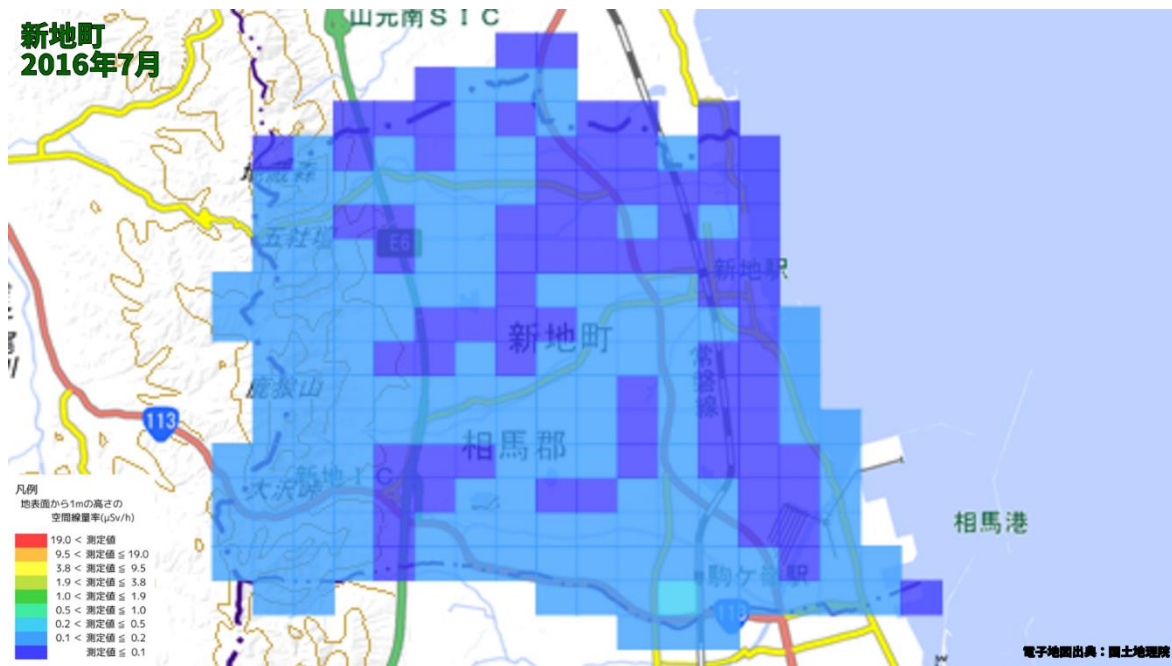 新地町
2016年7月
山元南ＳＩＣ
地蔵森
五社壇
E6
新地駅
新地町
常磐線
鹿狼山
113
相馬郡
新地ＩＣ
大沢峠
相馬港
駒ケ嶺駅
113
凡例
地表面から1mの高さの
空間線量率(μSv/h)
19.0 < 測定値
9.5 < 測定値 ≤ 19.0
3.8 < 測定値 ≤ 9.5
1.9 < 測定値 ≤ 3.8
1.0 < 測定値 ≤ 1.9
0.5 < 測定値 ≤ 1.0
0.2 < 測定値 ≤ 0.5
0.1 < 測定値 ≤ 0.2
測定値 ≤ 0.1
電子地図出典：国土地理院